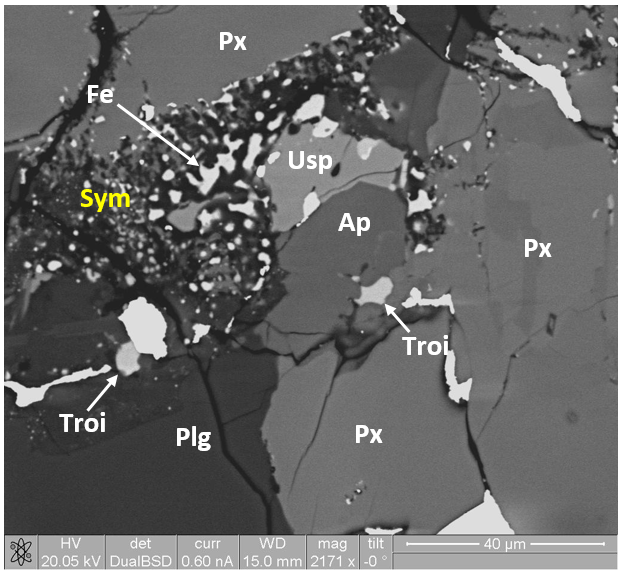 Px
Fe
Usp
Sym
Ap
Px
Troi
Troi
Plg
Px
HV det curr WD mag tilt
20.05 kV DualBSD 0.60 nA 15.0 mm 2171 x -0 ° 40 µm